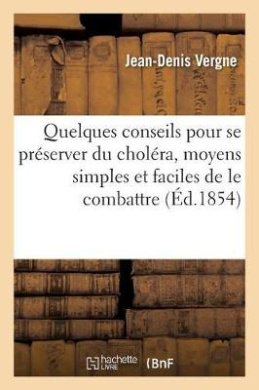 Jean-Denis Vergne
Quelques conseils pour se
préserver du choléra, moyens
simples et faciles de le
combattre (Éd.1854)
hachette
LIVRE
{BnF